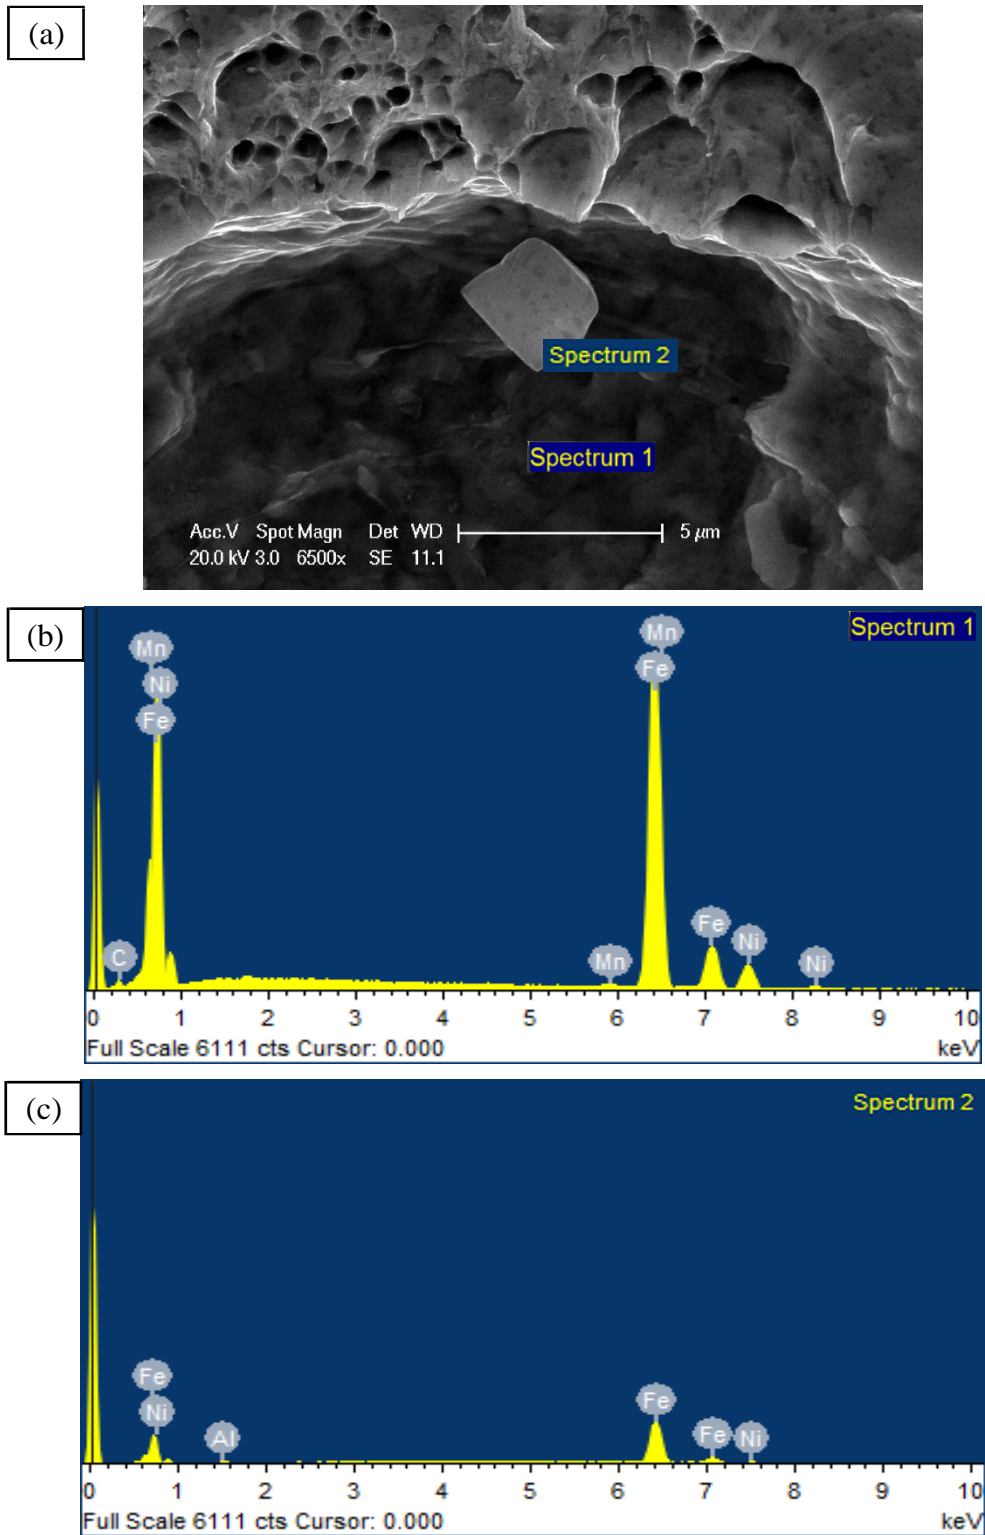 (a)
Spectrum 2
Spectrum 1
Acc.V Spot Magn Det WD 5 μm
20.0 kV 3.0 6500x SE 11.1
(b)
Spectrum 1
Mn Mn
Ni Fe
Fe
C Mn Fe Ni Ni
0 1 2 3 4 5 6 7 8 9 10
Full Scale 6111 cts Cursor: 0.000 keV
(c)
Spectrum 2
Fe
Ni Al Fe Fe Ni
0 1 2 3 4 5 6 7 8 9 10
Full Scale 6111 cts Cursor: 0.000 keV